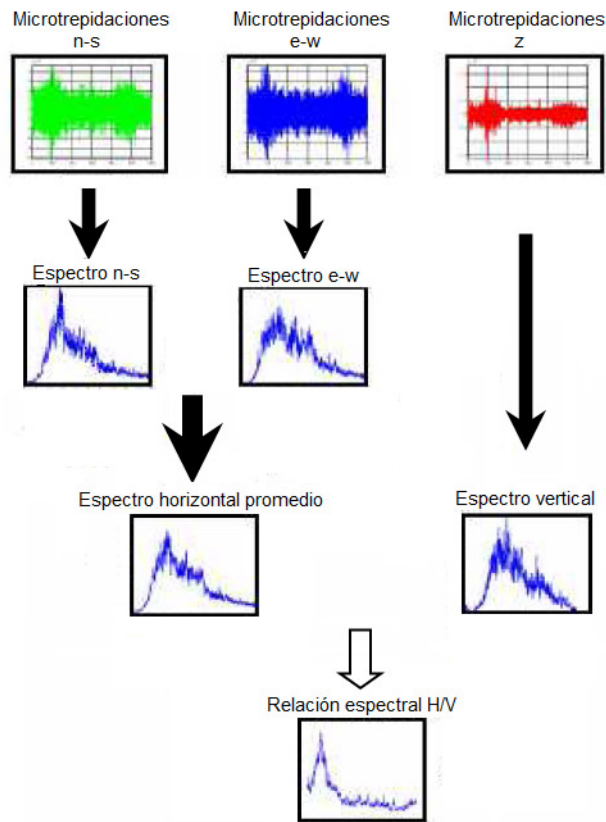 Microtrepidaciones
n-s
Microtrepidaciones
e-w
Microtrepidaciones
z
Espectro n-s
Espectro e-w
Espectro horizontal promedio
Espectro vertical
Relación espectral H/V